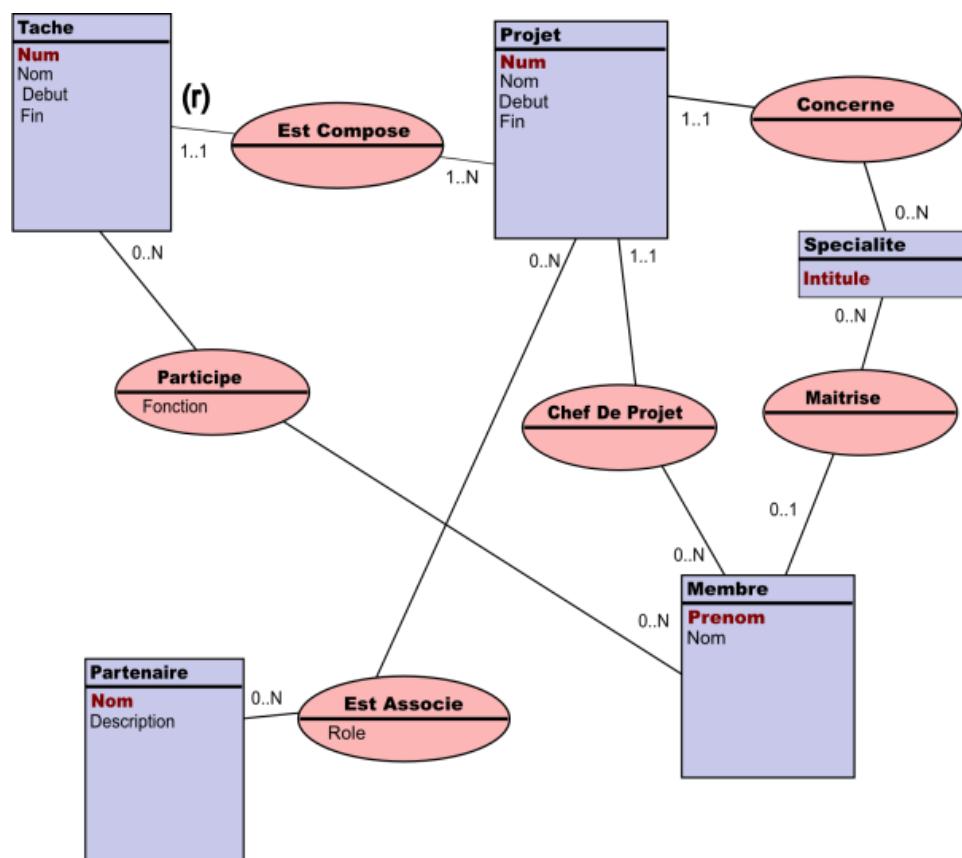 Tache
Num
Nom
Debut
Fin
(r)
1..1
Est Compose
1..N
Projet
Num
Nom
Debut
Fin
1..1
Concerne
0..N
Specialite
Intitule
0..N
0..N
0..N
1..1
Participe
Fonction
Chef De Projet
Maitrise
0..1
0..N
Membre
Prenom
Nom
0..N
Partenaire
Nom
Description
0..N
Est Associe
Role